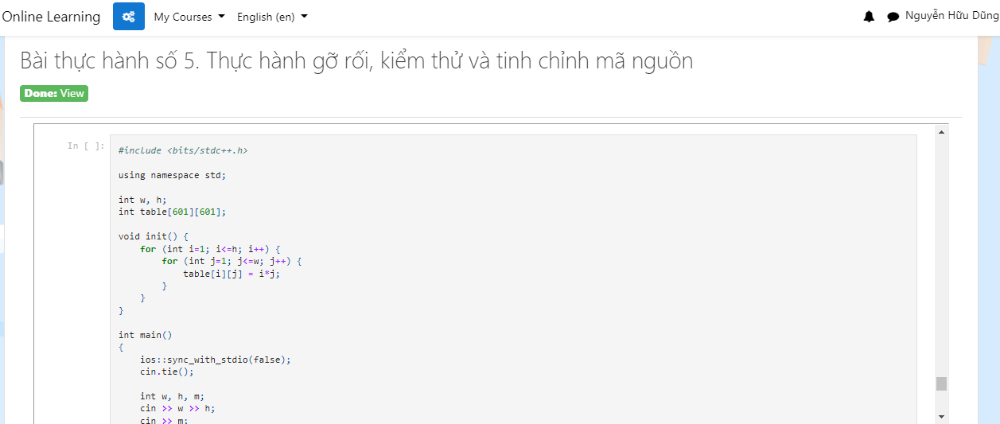 Online Learning My Courses English (en) Nguyễn Hữu Dũng
Bài thực hành số 5. Thực hành gỡ rối, kiểm thử và tinh chỉnh mã nguồn
Done: View
In [ ]:
#include <bits/stdc++.h>
using namespace std;
int w, h;
int table[601][601];
void init() {
for (int i=1; i<=h; i++) {
for (int j=1; j<=w; j++) {
table[i][j] = i*j;
}
}
}
int main()
{
ios::sync_with_stdio(false);
cin.tie();
int w, h, m;
cin >> w >> h;
cin >> m;